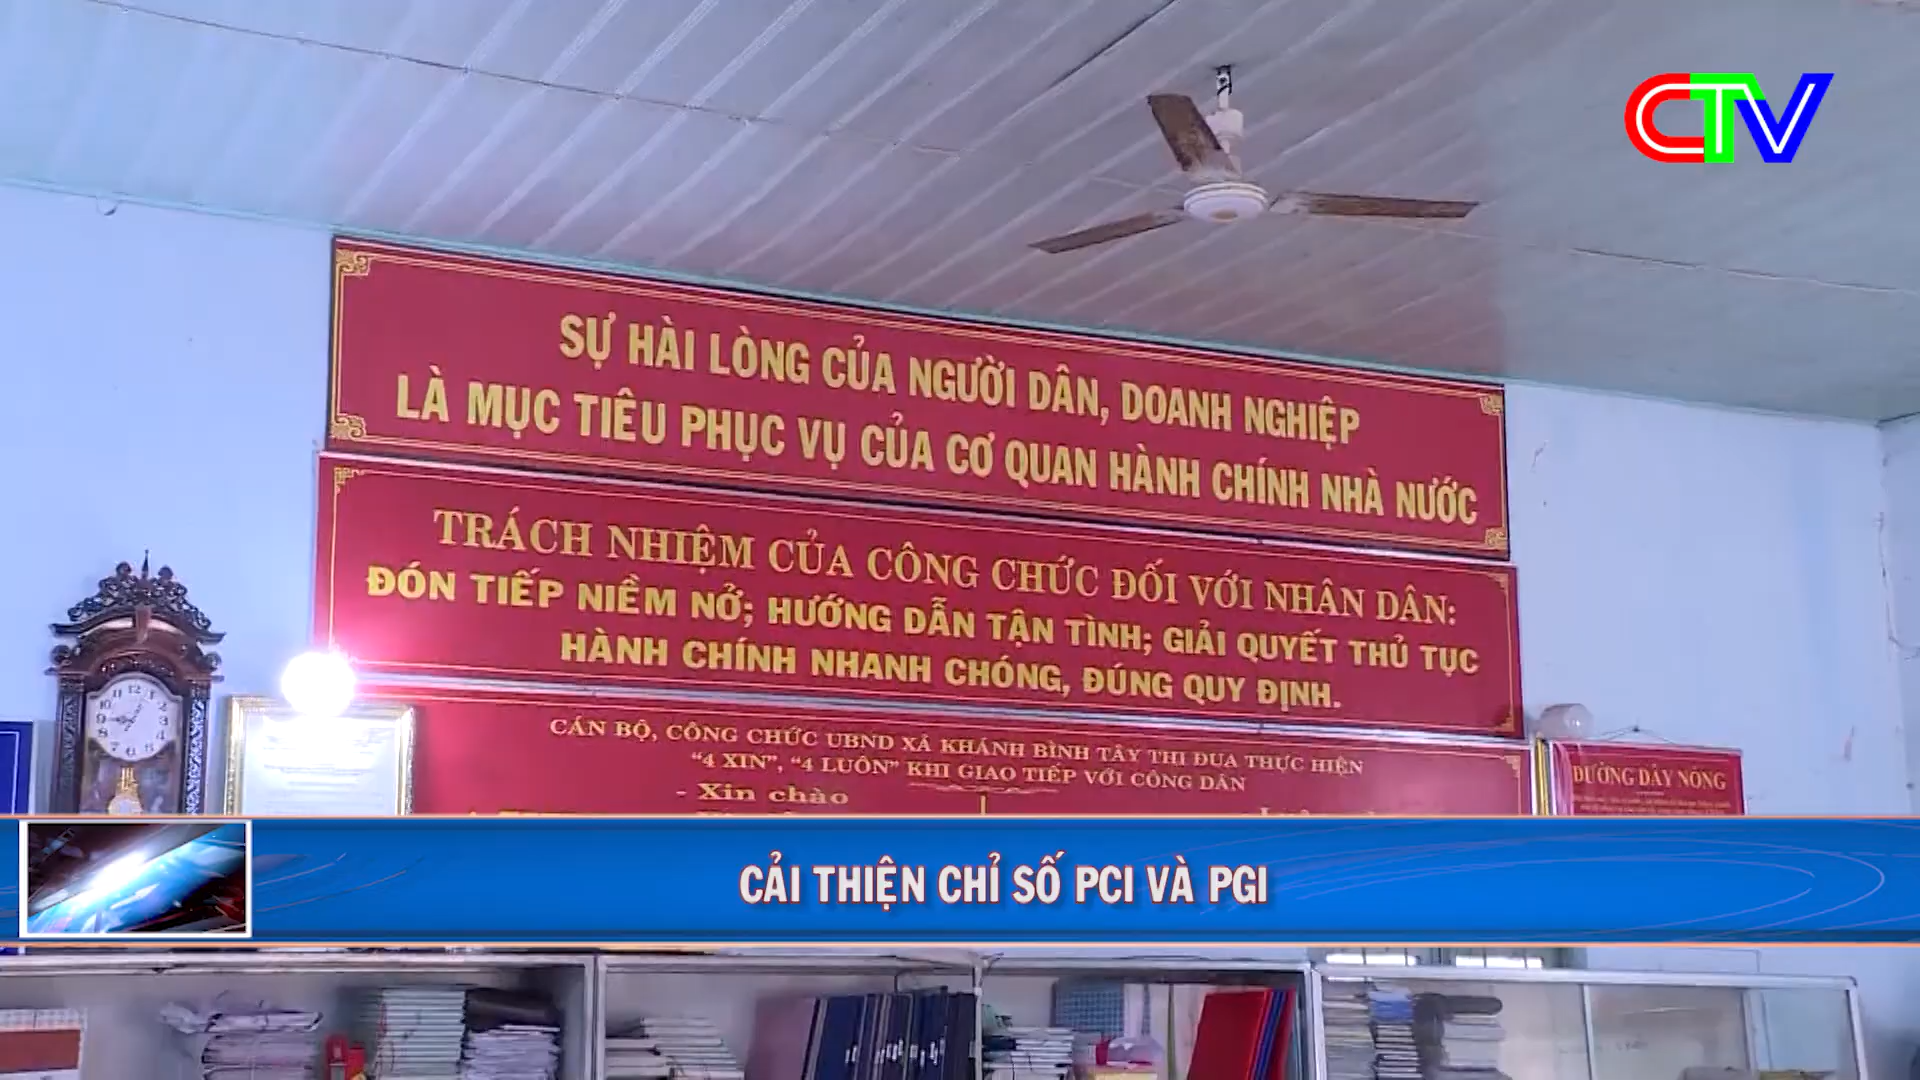 CTV
SỰ HÀI LÒNG CỦA NGƯỜI DÂN, DOANH NGHIỆP
LÀ MỤC TIÊU PHỤC VỤ CỦA CƠ QUAN HÀNH CHÍNH NHÀ NƯỚC
TRÁCH NHIỆM CỦA CÔNG CHỨC ĐỐI VỚI NHÂN DÂN:
ĐÓN TIẾP NIỀM NỞ; HƯỚNG DẪN TẬN TÌNH; GIẢI QUYẾT THỦ TỤC
HÀNH CHÍNH NHANH CHÓNG, ĐÚNG QUY ĐỊNH.
CÁN BỘ, CÔNG CHỨC UBND XÃ KHÁNH BÌNH TÂY THI ĐUA THỰC HIỆN
“4 XIN”, “4 LUÔN” KHI GIAO TIẾP VỚI CÔNG DÂN
- Xin chào
ĐƯỜNG DÂY NÓNG
CẢI THIỆN CHỈ SỐ PCI VÀ PGI